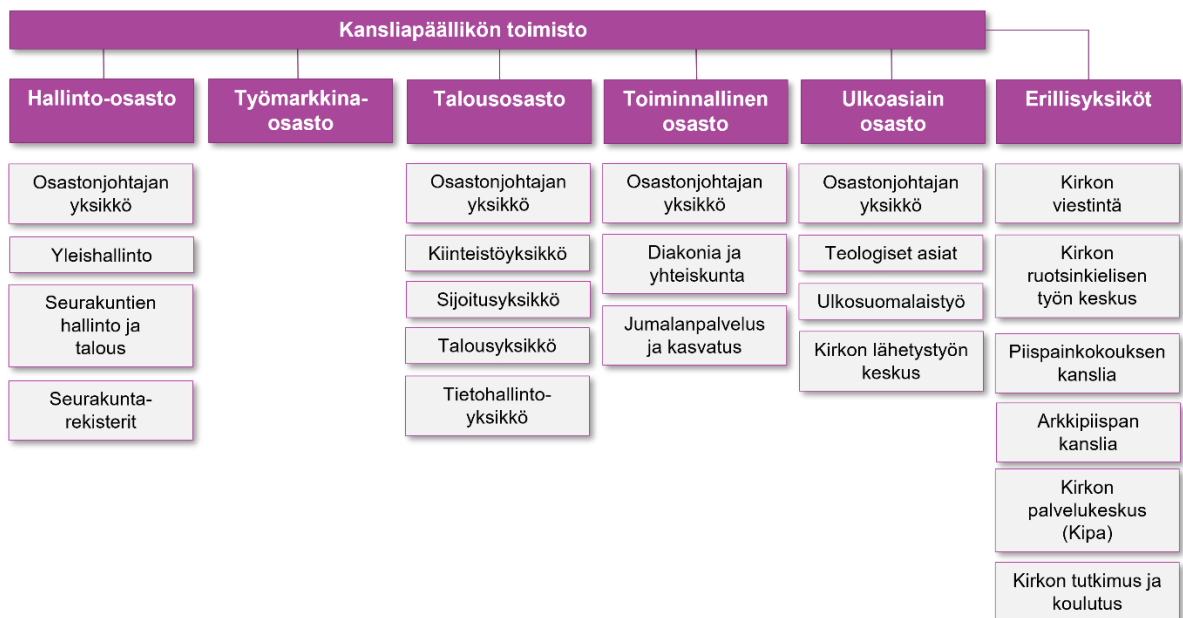 Kansliapäällikön toimisto
Hallinto-osasto
Osastonjohtajan
yksikkö
Yleishallinto
Seurakuntien
hallinto ja
talous
Seurakunta-
rekisterit
Työmarkkina-
osasto
Talousosasto
Osastonjohtajan
yksikkö
Kiinteistöyksikkö
Sijoitusyksikkö
Talousyksikkö
Tietohallinto-
yksikkö
Toiminnallinen
osasto
Osastonjohtajan
yksikkö
Diakonia ja
yhteiskunta
Jumalanpalvelus
ja kasvatus
Ulkoasiain
osasto
Osastonjohtajan
yksikkö
Teologiset asiat
Ulkosuomalaistyö
Kirkon lähetystyön
keskus
Erillisyksiköt
Kirkon
viestintä
Kirkon
ruotsinkielisen
työn keskus
Piispainkokouksen
kanslia
Arkkipiispan
kanslia
Kirkon
palvelukeskus
(Kipa)
Kirkon tutkimus ja
koulutus